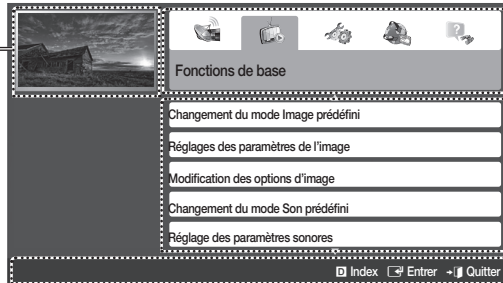 Fonctions de base
Changement du mode Image prédéfini
Réglages des paramètres de l'image
Modification des options d'image
Changement du mode Son prédéfini
Réglage des paramètres sonores
D Index Entrer Quitter